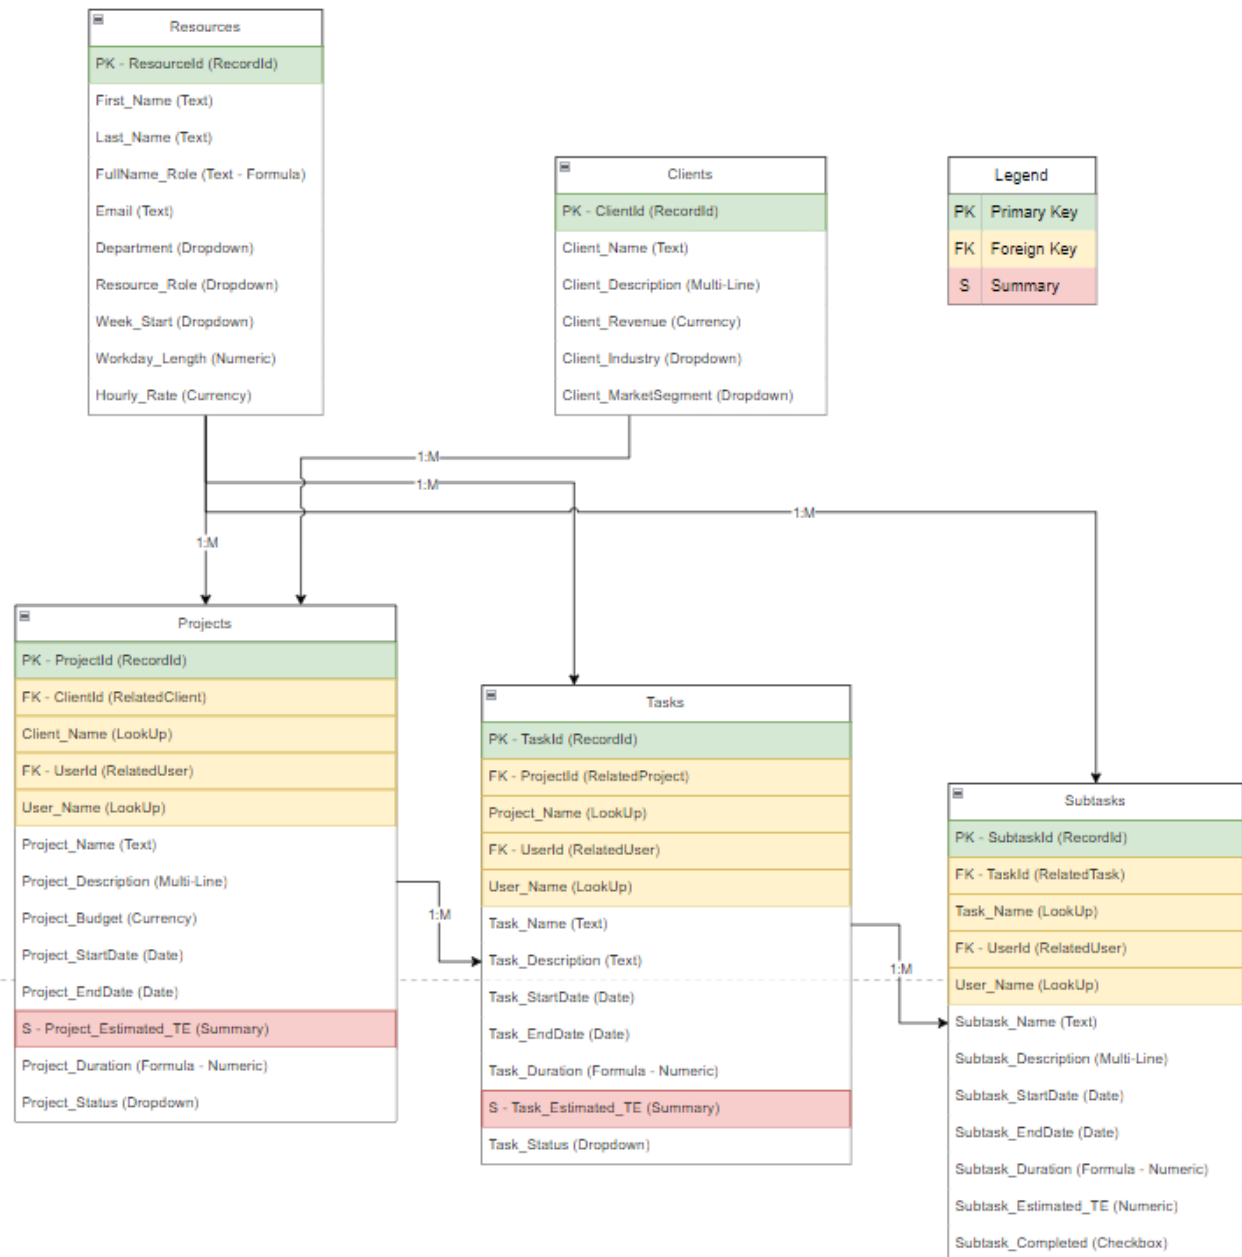 Resources
PK - ResourceId (RecordId)
First_Name (Text)
Last_Name (Text)
FullName_Role (Text - Formula)
Email (Text)
Department (Dropdown)
Resource_Role (Dropdown)
Week_Start (Dropdown)
Workday_Length (Numeric)
Hourly_Rate (Currency)
Clients
PK - ClientId (RecordId)
Client_Name (Text)
Client_Description (Multi-Line)
Client_Revenue (Currency)
Client_Industry (Dropdown)
Client_MarketSegment (Dropdown)
Legend
PK Primary Key
FK Foreign Key
S Summary
1:M
1:M
1:M
1:M
Projects
PK - ProjectId (RecordId)
FK - ClientId (RelatedClient)
Client_Name (LookUp)
FK - UserId (RelatedUser)
User_Name (LookUp)
Project_Name (Text)
Project_Description (Multi-Line)
Project_Budget (Currency)
Project_StartDate (Date)
Project_EndDate (Date)
S - Project_Estimated_TE (Summary)
Project_Duration (Formula - Numeric)
Project_Status (Dropdown)
1:M
Tasks
PK - TaskId (RecordId)
FK - ProjectId (RelatedProject)
Project_Name (LookUp)
FK - UserId (RelatedUser)
User_Name (LookUp)
Task_Name (Text)
Task_Description (Text)
Task_StartDate (Date)
Task_EndDate (Date)
Task_Duration (Formula - Numeric)
S - Task_Estimated_TE (Summary)
Task_Status (Dropdown)
1:M
Subtasks
PK - SubtaskId (RecordId)
FK - TaskId (RelatedTask)
Task_Name (LookUp)
FK - UserId (RelatedUser)
User_Name (LookUp)
Subtask_Name (Text)
Subtask_Description (Multi-Line)
Subtask_StartDate (Date)
Subtask_EndDate (Date)
Subtask_Duration (Formula - Numeric)
Subtask_Estimated_TE (Numeric)
Subtask_Completed (Checkbox)